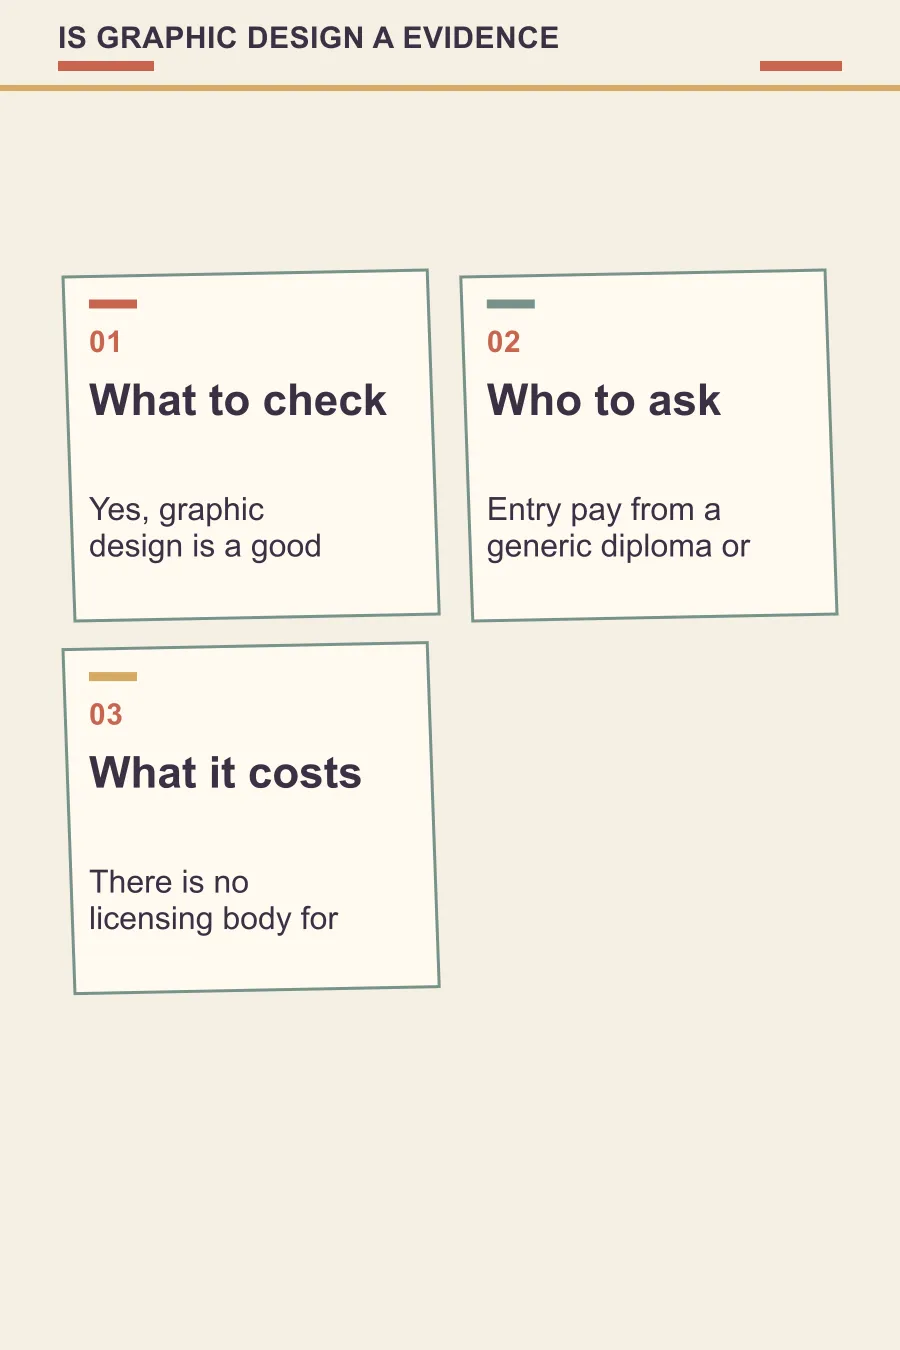 IS GRAPHIC DESIGN A EVIDENCE
01
What to check
Yes, graphic
design is a good
02
Who to ask
Entry pay from a
generic diploma or
03
What it costs
There is no
licensing body for